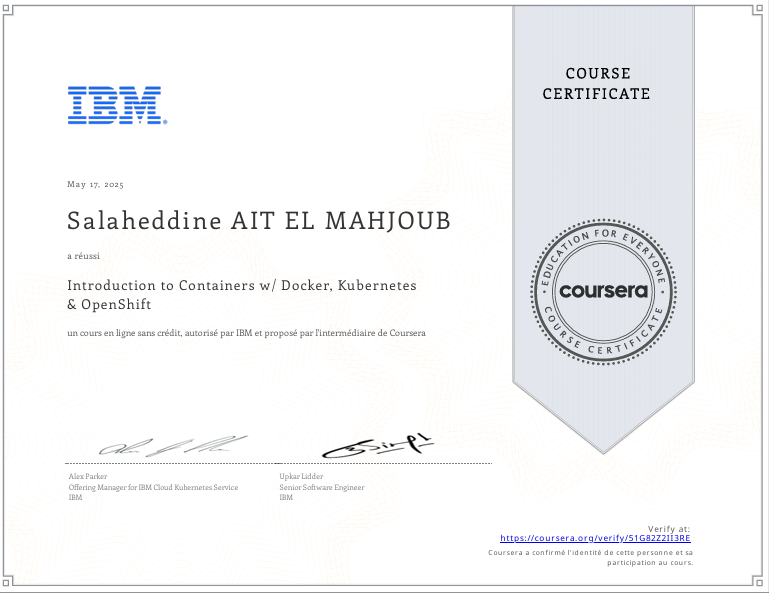 COURSE
CERTIFICATE
IBM®
May 17, 2025
Salaheddine AIT EL MAHJOUB
a réussi
Introduction to Containers w/ Docker, Kubernetes
& OpenShift
un cours en ligne sans crédit, autorisé par IBM et proposé par l'intermédiaire de Coursera
EDUCATION FOR EVERYONE
coursera
COURSE CERTIFICATE
Alex Parker
Offering Manager for IBM Cloud Kubernetes Service
IBM
Upkar Lidder
Senior Software Engineer
IBM
Verify at:
https://coursera.org/verify/51G82Z2II3RE
Coursera a confirmé l'identité de cette personne et sa
participation au cours.